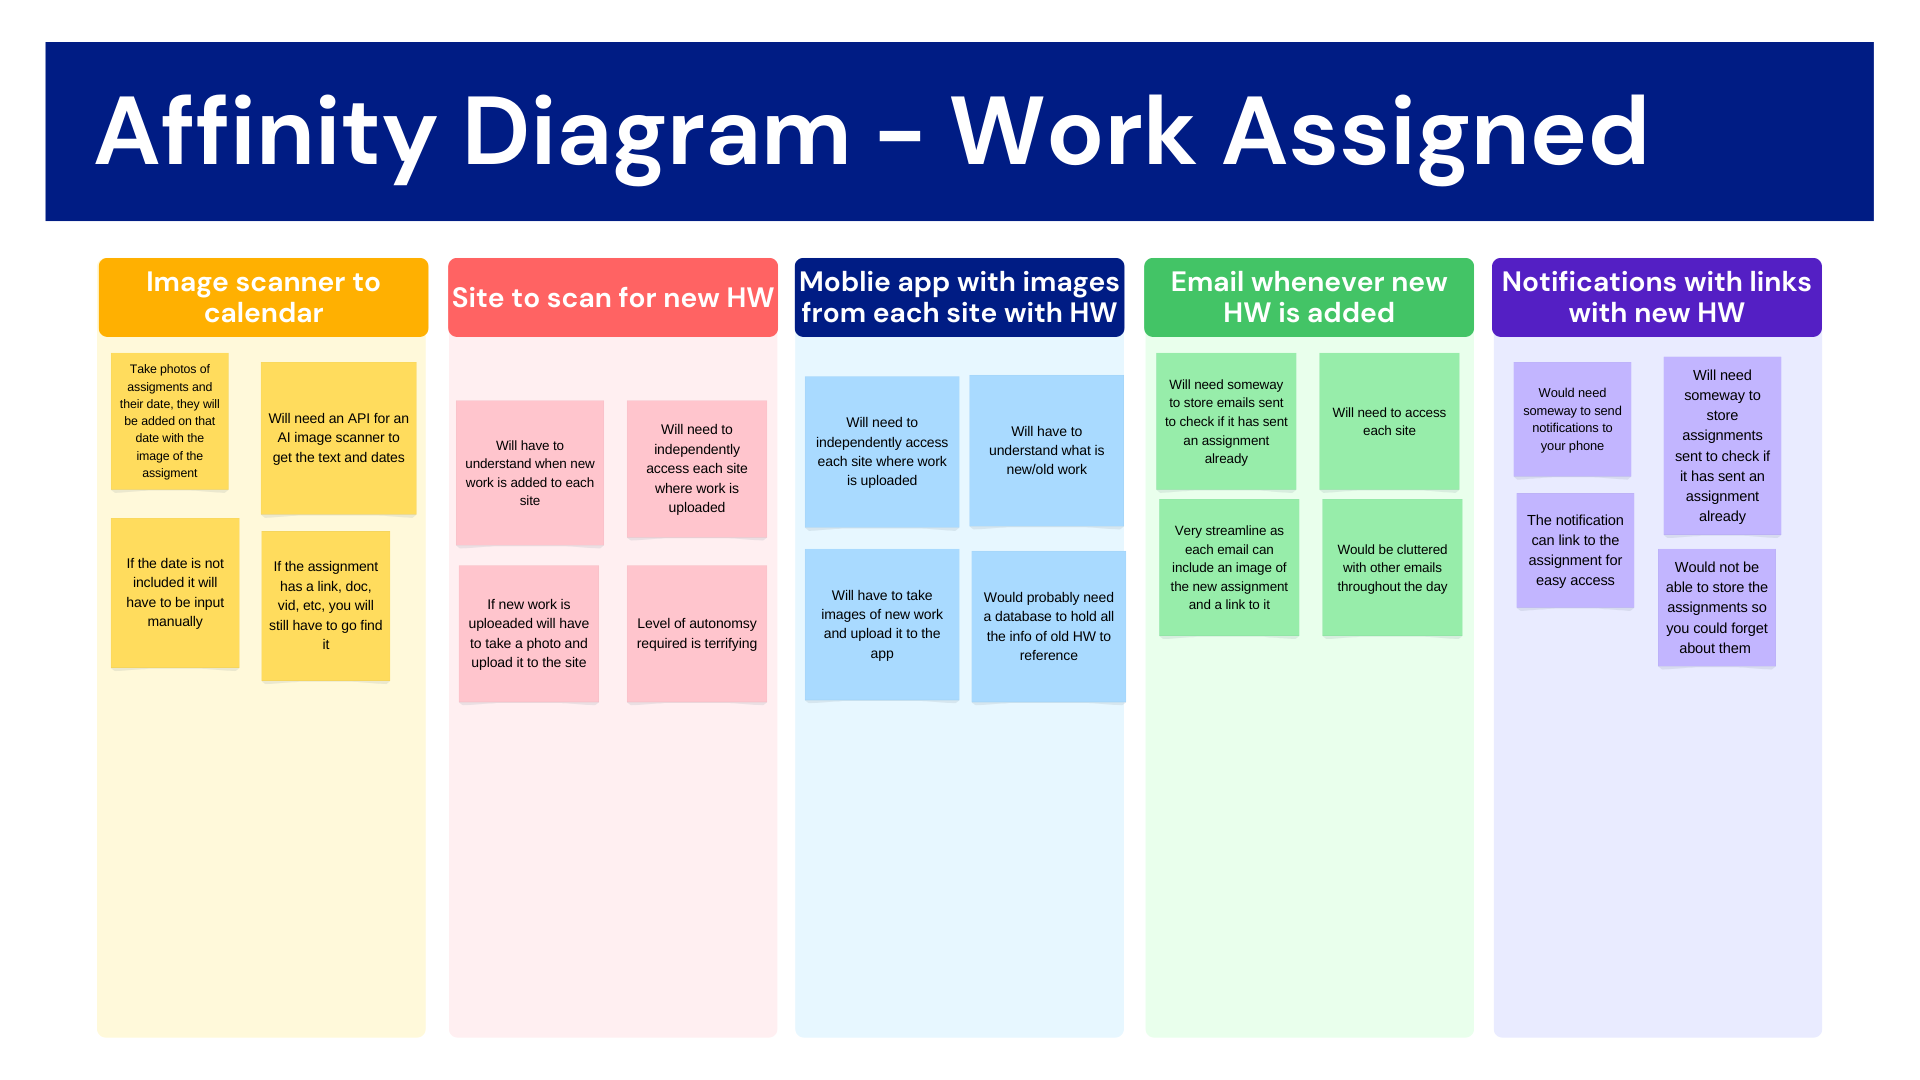 Affinity Diagram - Work Assigned
Image scanner to
calendar
Take photos of
assigments and
their date, they will
be added on that
date with the
image of the
assigment
Will need an API for an
AI image scanner to
get the text and dates
If the date is not
included it will
have to be input
manually
If the assignment
has a link, doc,
vid, etc, you will
still have to go find
it
Site to scan for new HW
Will have to
understand when new
work is added to each
site
Will need to
independently
access each site
where work is
uploaded
If new work is
uploeaded will have
to take a photo and
upload it to the site
Level of autonomsy
required is terrifying
Moblie app with images
from each site with HW
Will need to
independently access
each site where work
is uploaded
Will have to
understand what is
new/old work
Will have to take
images of new work
and upload it to the
app
Would probably need
a database to hold all
the info of old HW to
reference
Email whenever new
HW is added
Will need someway
to store emails sent
to check if it has sent
an assignment
already
Will need to access
each site
Very streamline as
each email can
include an image of
the new assignment
and a link to it
Would be cluttered
with other emails
throughout the day
Notifications with links
with new HW
Would need
someway to send
notifications to
your phone
Will need
someway to
store
assignments
sent to check if
it has sent an
assignment
already
The notification
can link to the
assignment for
easy access
Would not be
able to store the
assignments so
you could forget
about them